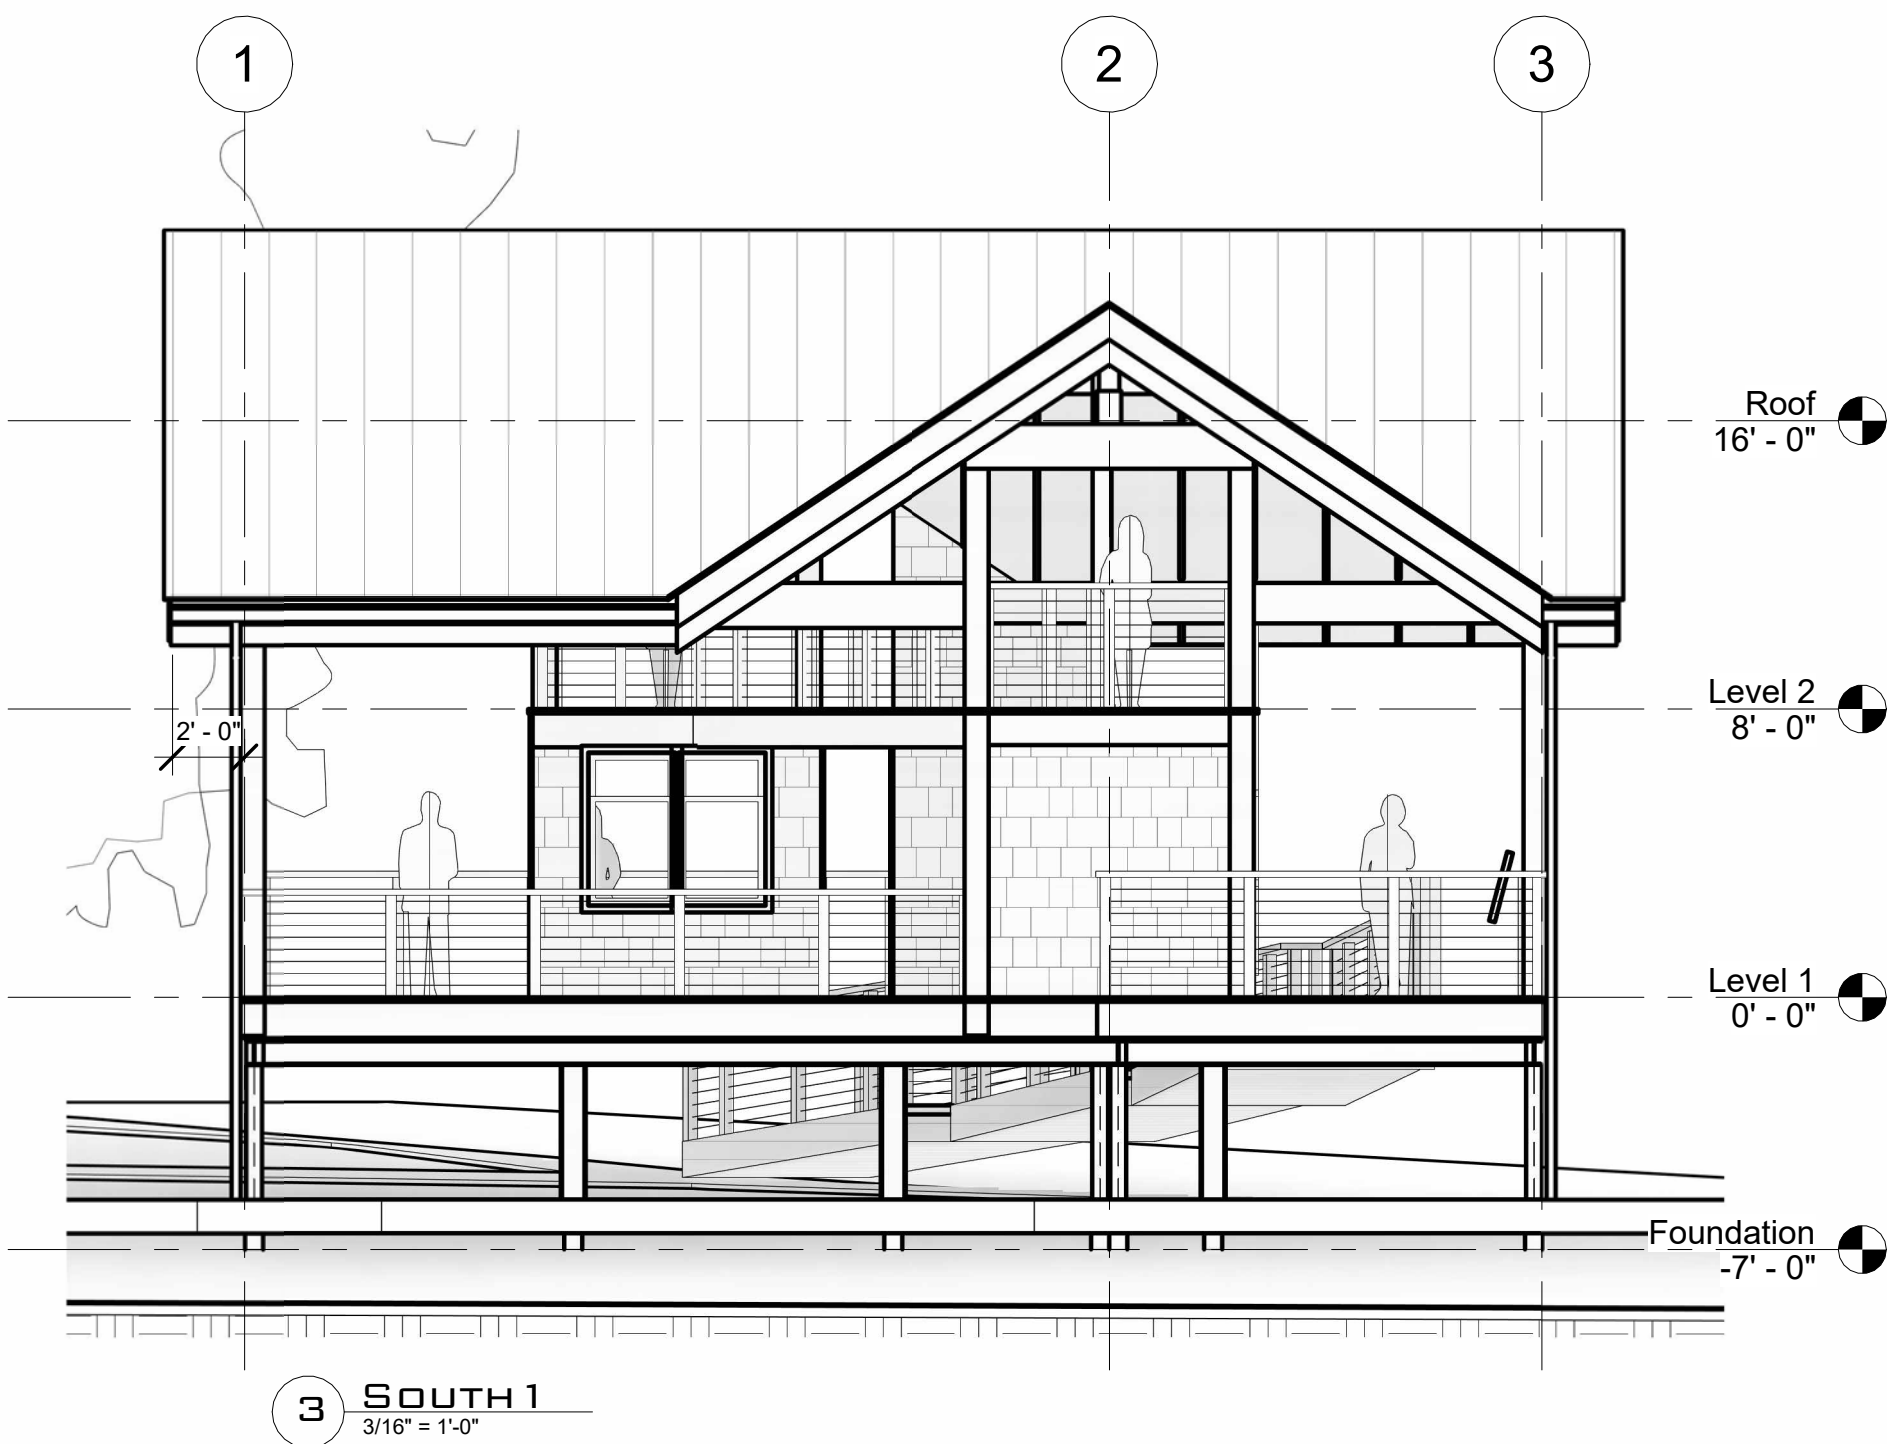 1
2
3
Roof
16' - 0"
Level 2
8' - 0"
2' - 0"
Level 1
0' - 0"
Foundation
-7' - 0"
3
SOUTH 1
3/16" = 1'-0"